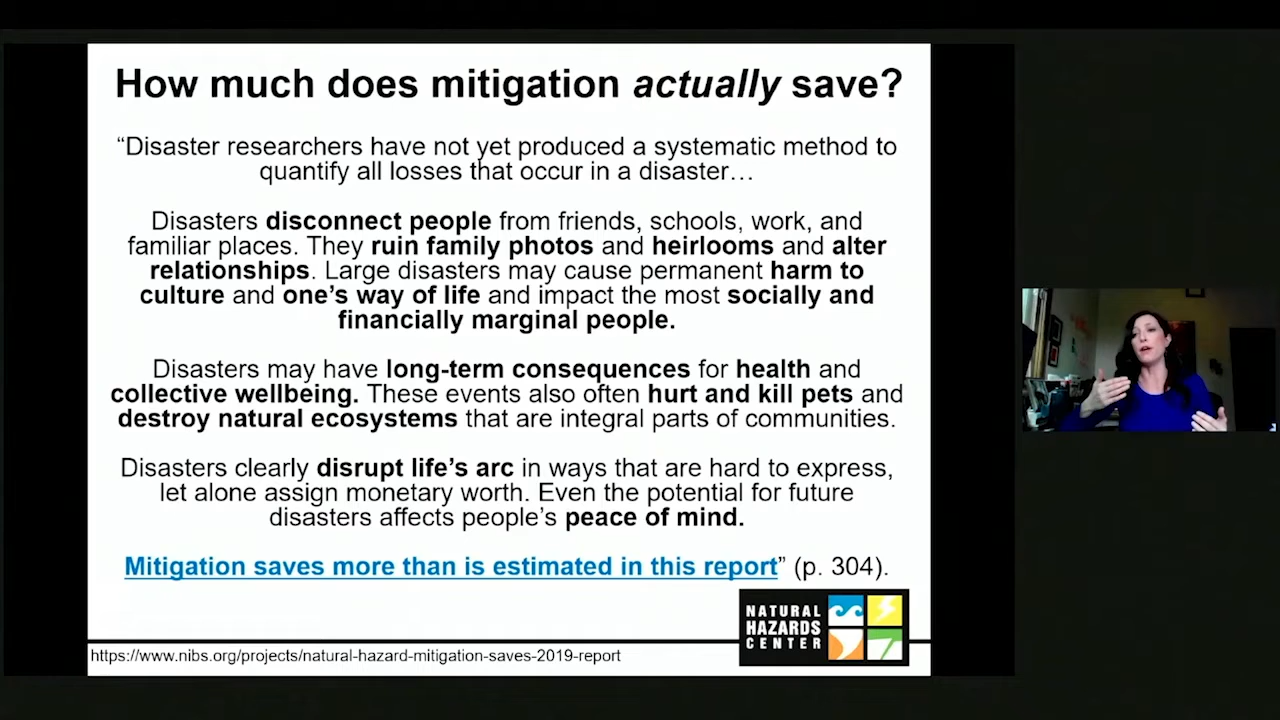 How much does mitigation actually save?
“Disaster researchers have not yet produced a systematic method to
quantify all losses that occur in a disaster…
Disasters disconnect people from friends, schools, work, and
familiar places. They ruin family photos and heirlooms and alter
relationships. Large disasters may cause permanent harm to
culture and one’s way of life and impact the most socially and
financially marginal people.
Disasters may have long-term consequences for health and
collective wellbeing. These events also often hurt and kill pets and
destroy natural ecosystems that are integral parts of communities.
Disasters clearly disrupt life’s arc in ways that are hard to express,
let alone assign monetary worth. Even the potential for future
disasters affects people’s peace of mind.
Mitigation saves more than is estimated in this report” (p. 304).
NATURAL
HAZARDS
CENTER
https://www.nibs.org/projects/natural-hazard-mitigation-saves-2019-report